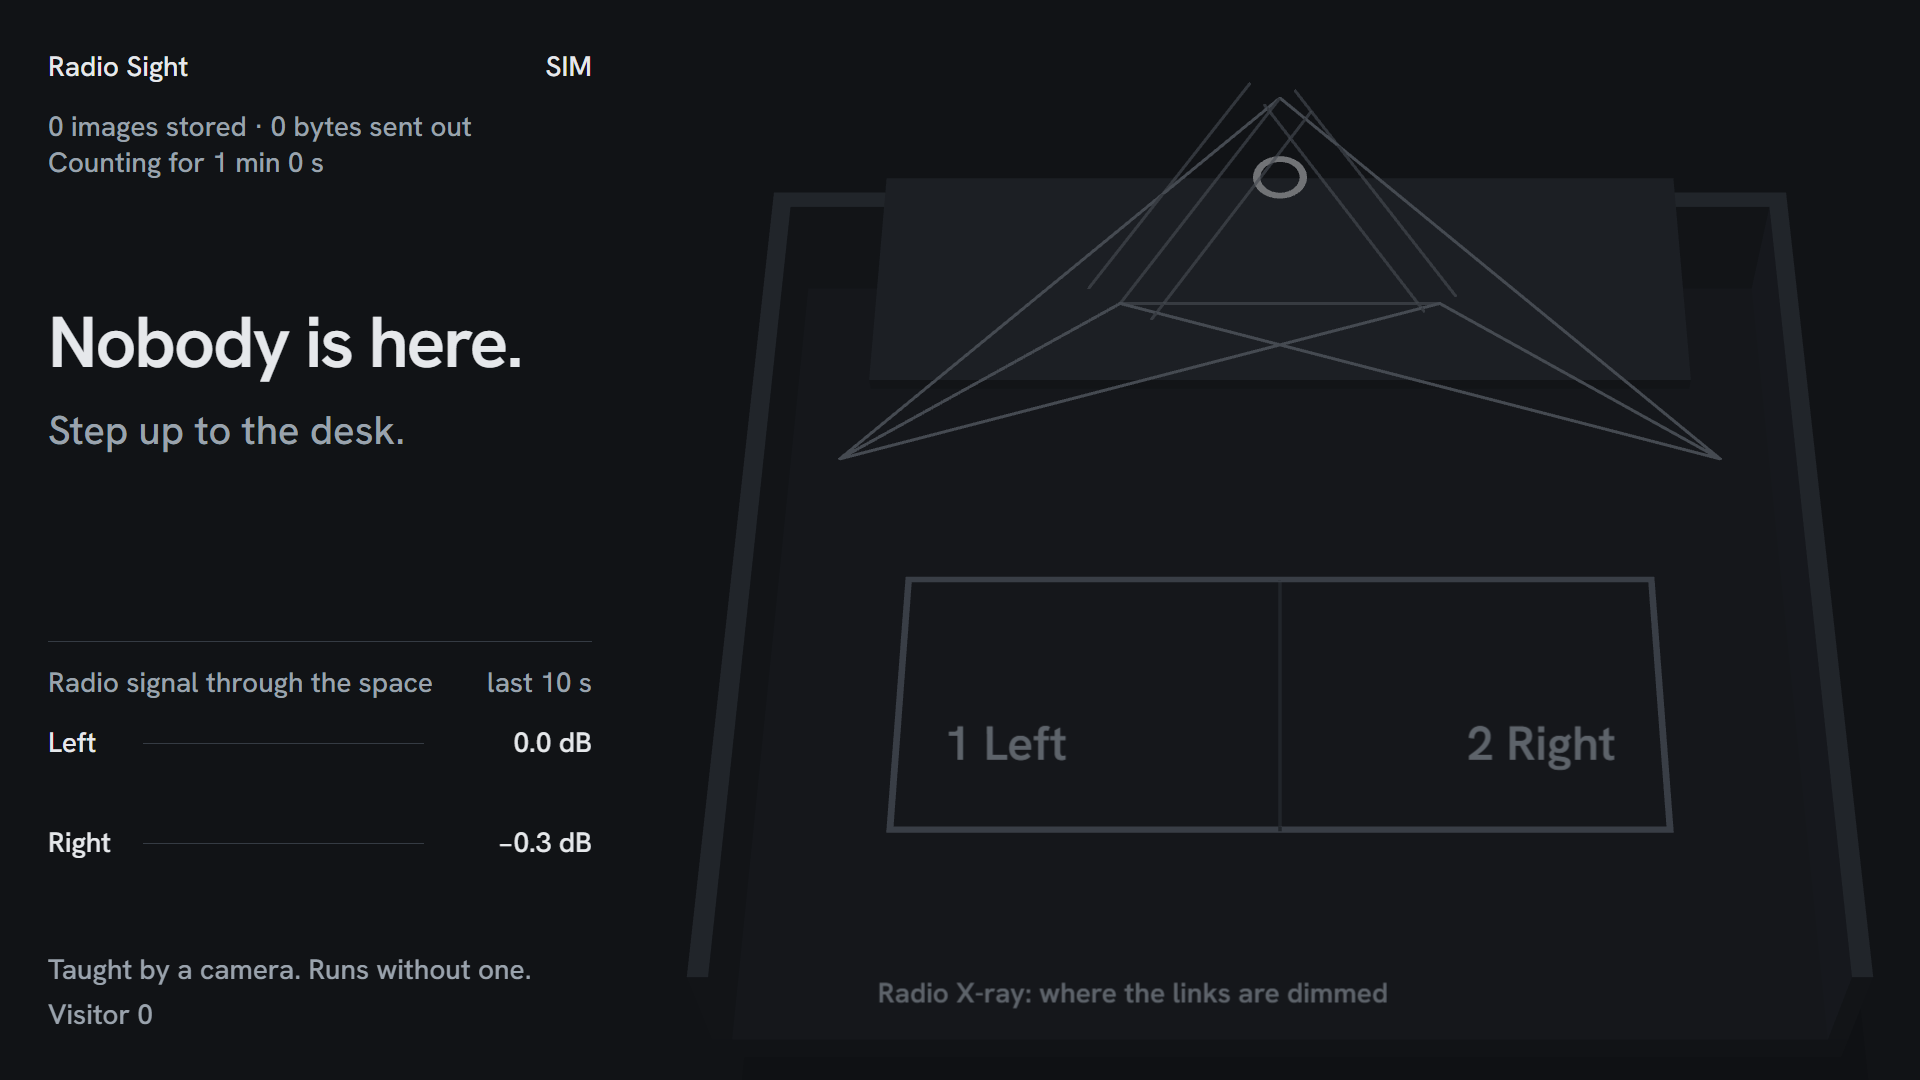 Radio Sight
SIM
0 images stored · 0 bytes sent out
Counting for 1 min 0 s
Nobody is here.
Step up to the desk.
Radio signal through the space
last 10 s
Left
0.0 dB
Right
−0.3 dB
Taught by a camera. Runs without one.
Visitor 0
1 Left
2 Right
Radio X-ray: where the links are dimmed